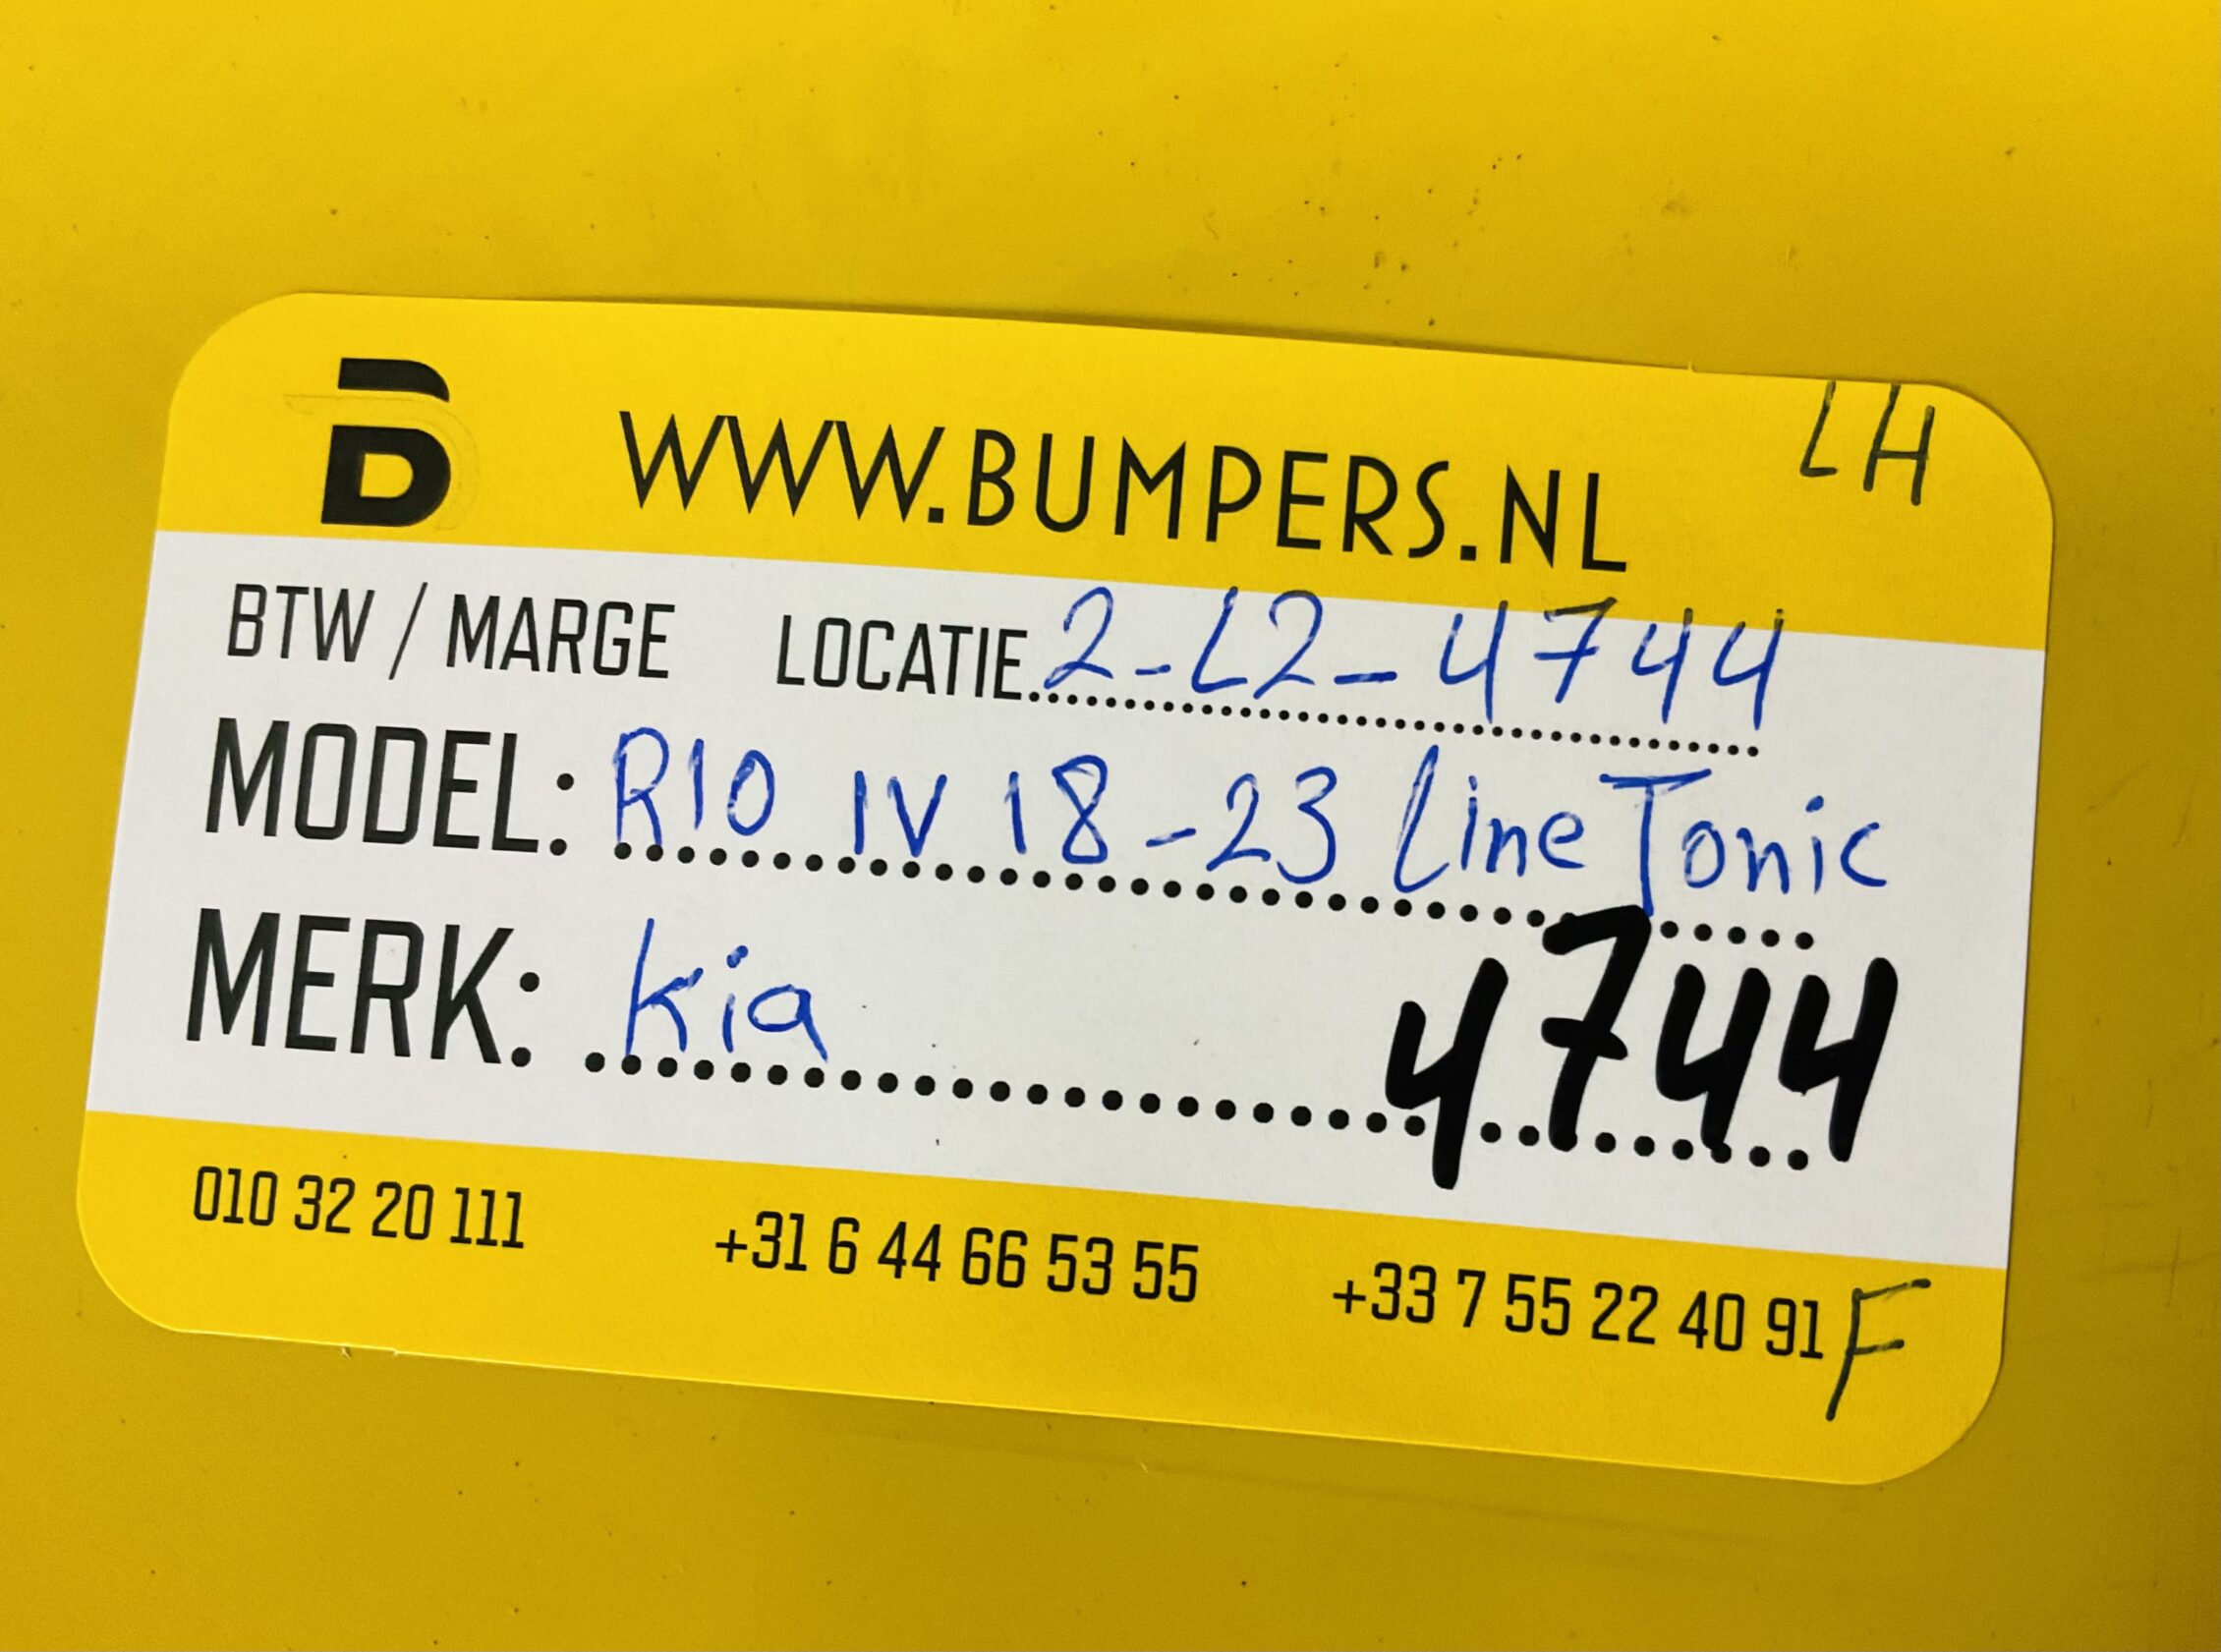 LH
WWW.BUMPERS.NL
BTW / MARGE LOCATIE 2-L2-4744
MODEL: R10 IV 18-23 Line Tonic
MERK: Kia 4744
010 32 20 111 +31 6 44 66 53 55 +33 7 55 22 40 91 F